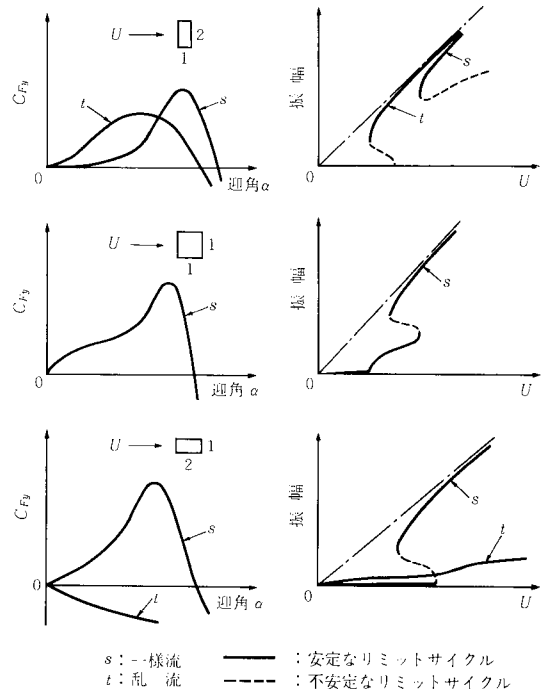 U → 2
1
C_Fy
t
s
0
迎角α
振幅
s
t
0
U
U → 1
1
C_Fy
s
0
迎角 α
振幅
s
0
U
U → 1
2
C_Fy
s
0
t
迎角 α
振幅
s
t
0
U
s：一様流 ：安定なリミットサイクル
t：乱 流 ：不安定なリミットサイクル